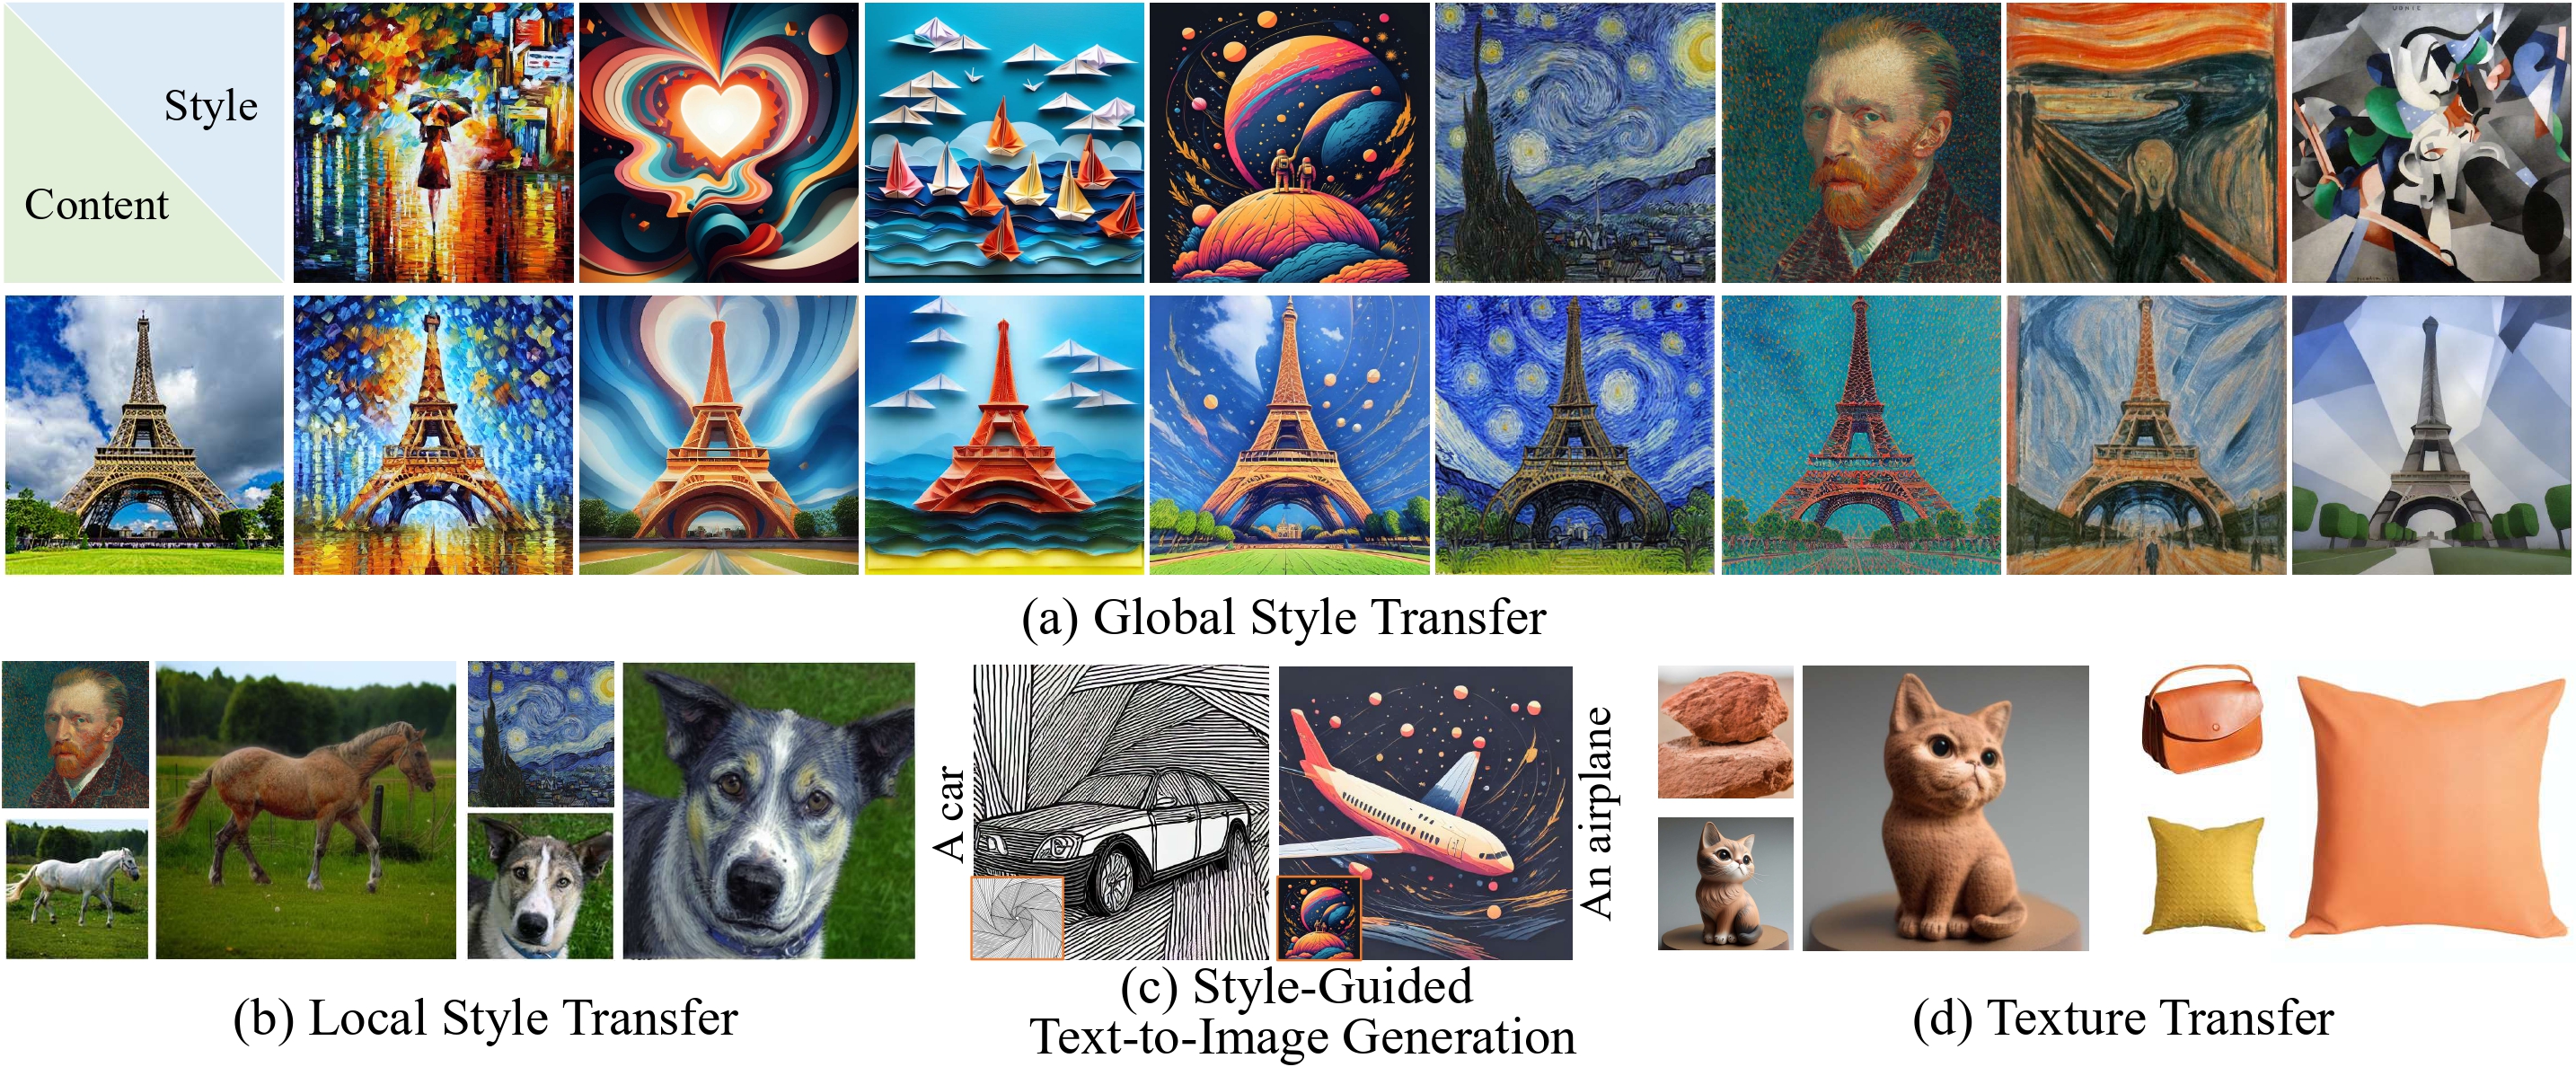 Style
Content
UDNIE
(a) Global Style Transfer
A car
An airplane
(b) Local Style Transfer
(c) Style-Guided
Text-to-Image Generation
(d) Texture Transfer